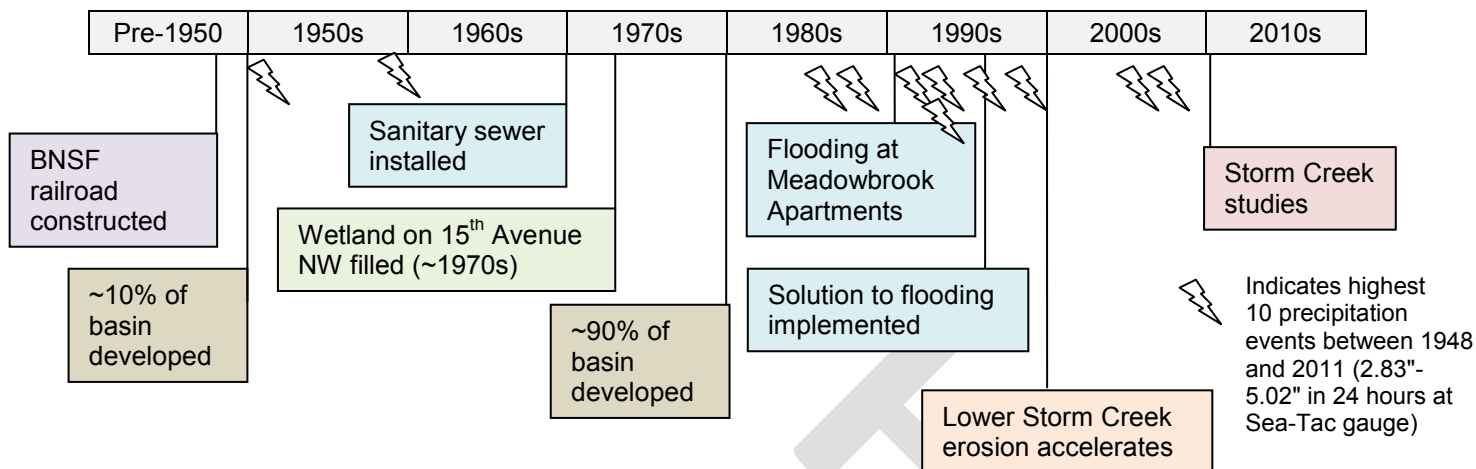 Pre-1950 1950s 1960s 1970s 1980s 1990s 2000s 2010s
BNSF
railroad
constructed
Sanitary sewer
installed
Flooding at
Meadowbrook
Apartments
Storm Creek
studies
Wetland on 15th Avenue
NW filled (~1970s)
~10% of
basin
developed
Solution to flooding
implemented
~90% of
basin
developed
Lower Storm Creek
erosion accelerates
Indicates highest
10 precipitation
events between 1948
and 2011 (2.83"-
5.02" in 24 hours at
Sea-Tac gauge)